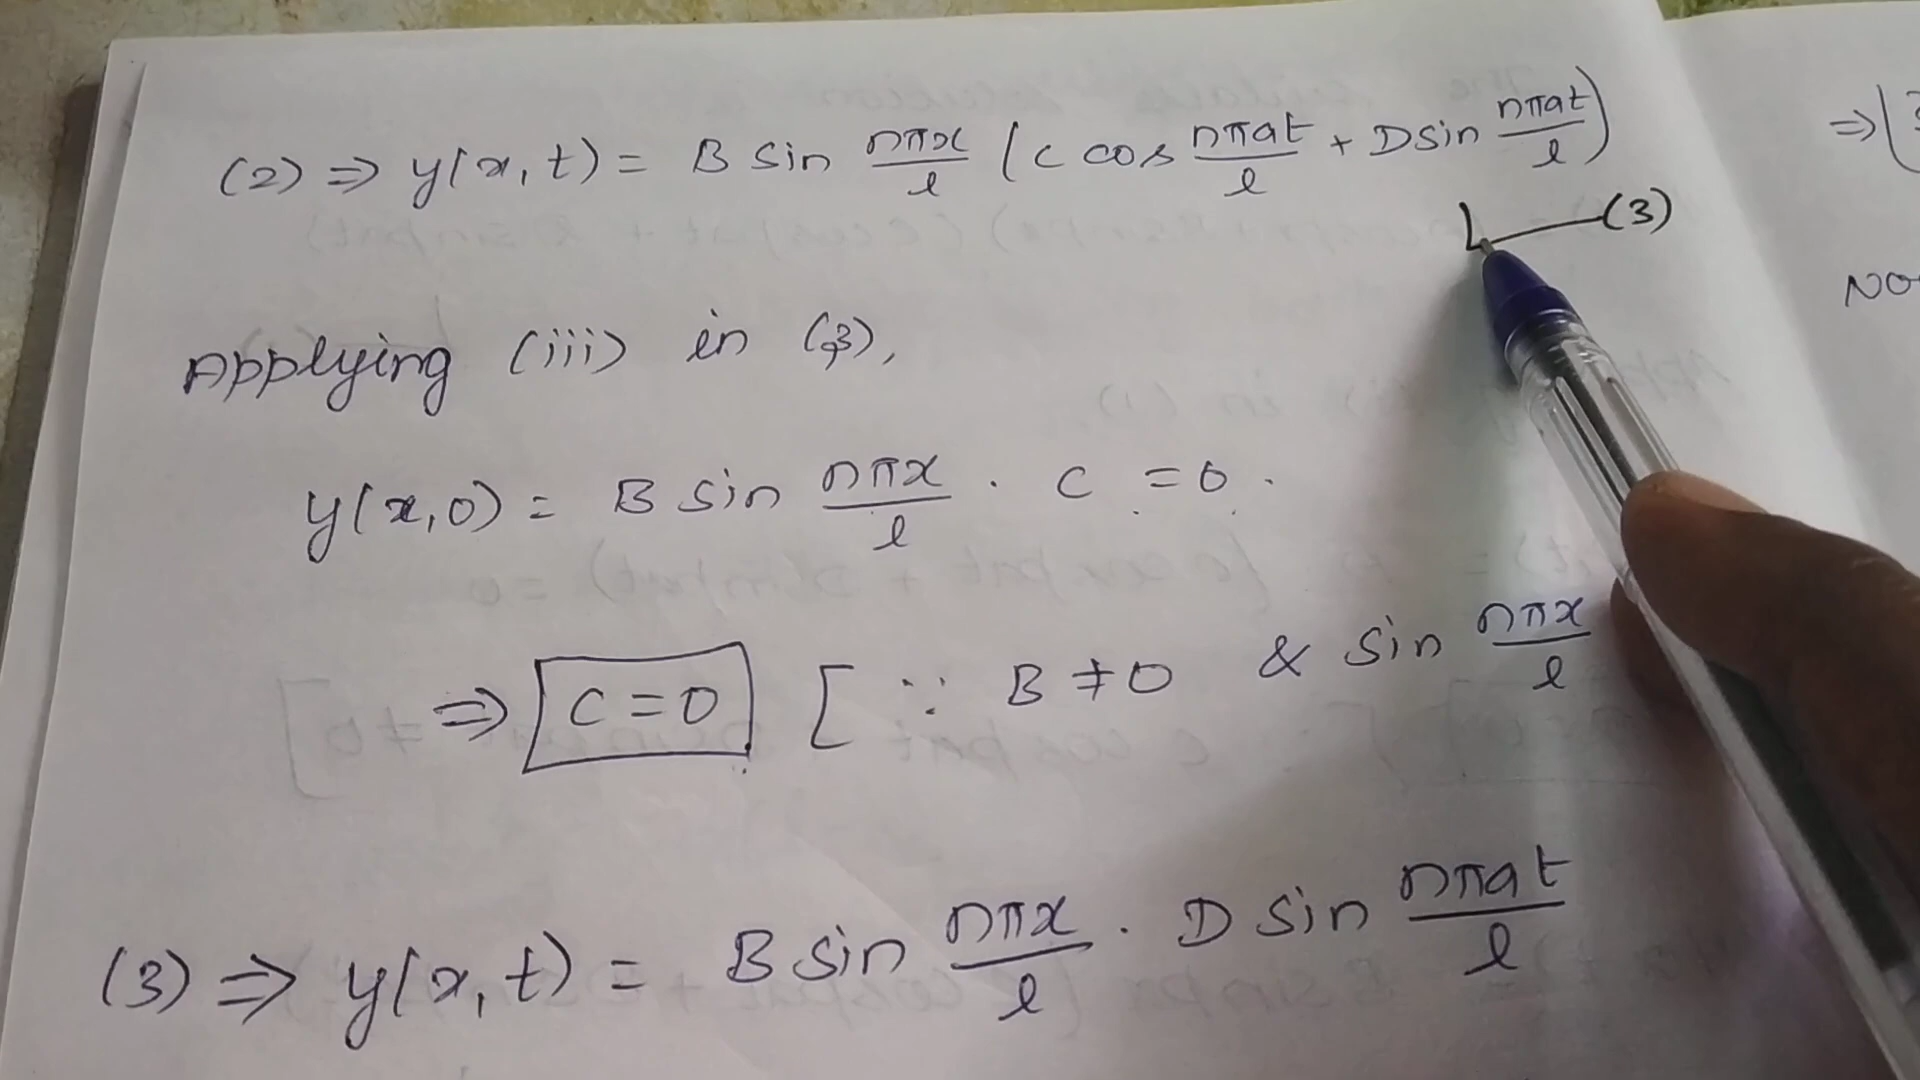 (2) ⇒ y(x, t) = B sin nπx/l (C cos nπat/l + D sin nπat/l)
(3)
Applying (iii) in (3),
y(x, 0) = B sin nπx/l . C = 0 .
⇒ C = 0 [ ∵ B ≠ 0 & sin nπx/l
(3) ⇒ y(x, t) = B sin nπx/l . D sin nπat/l
⇒ (